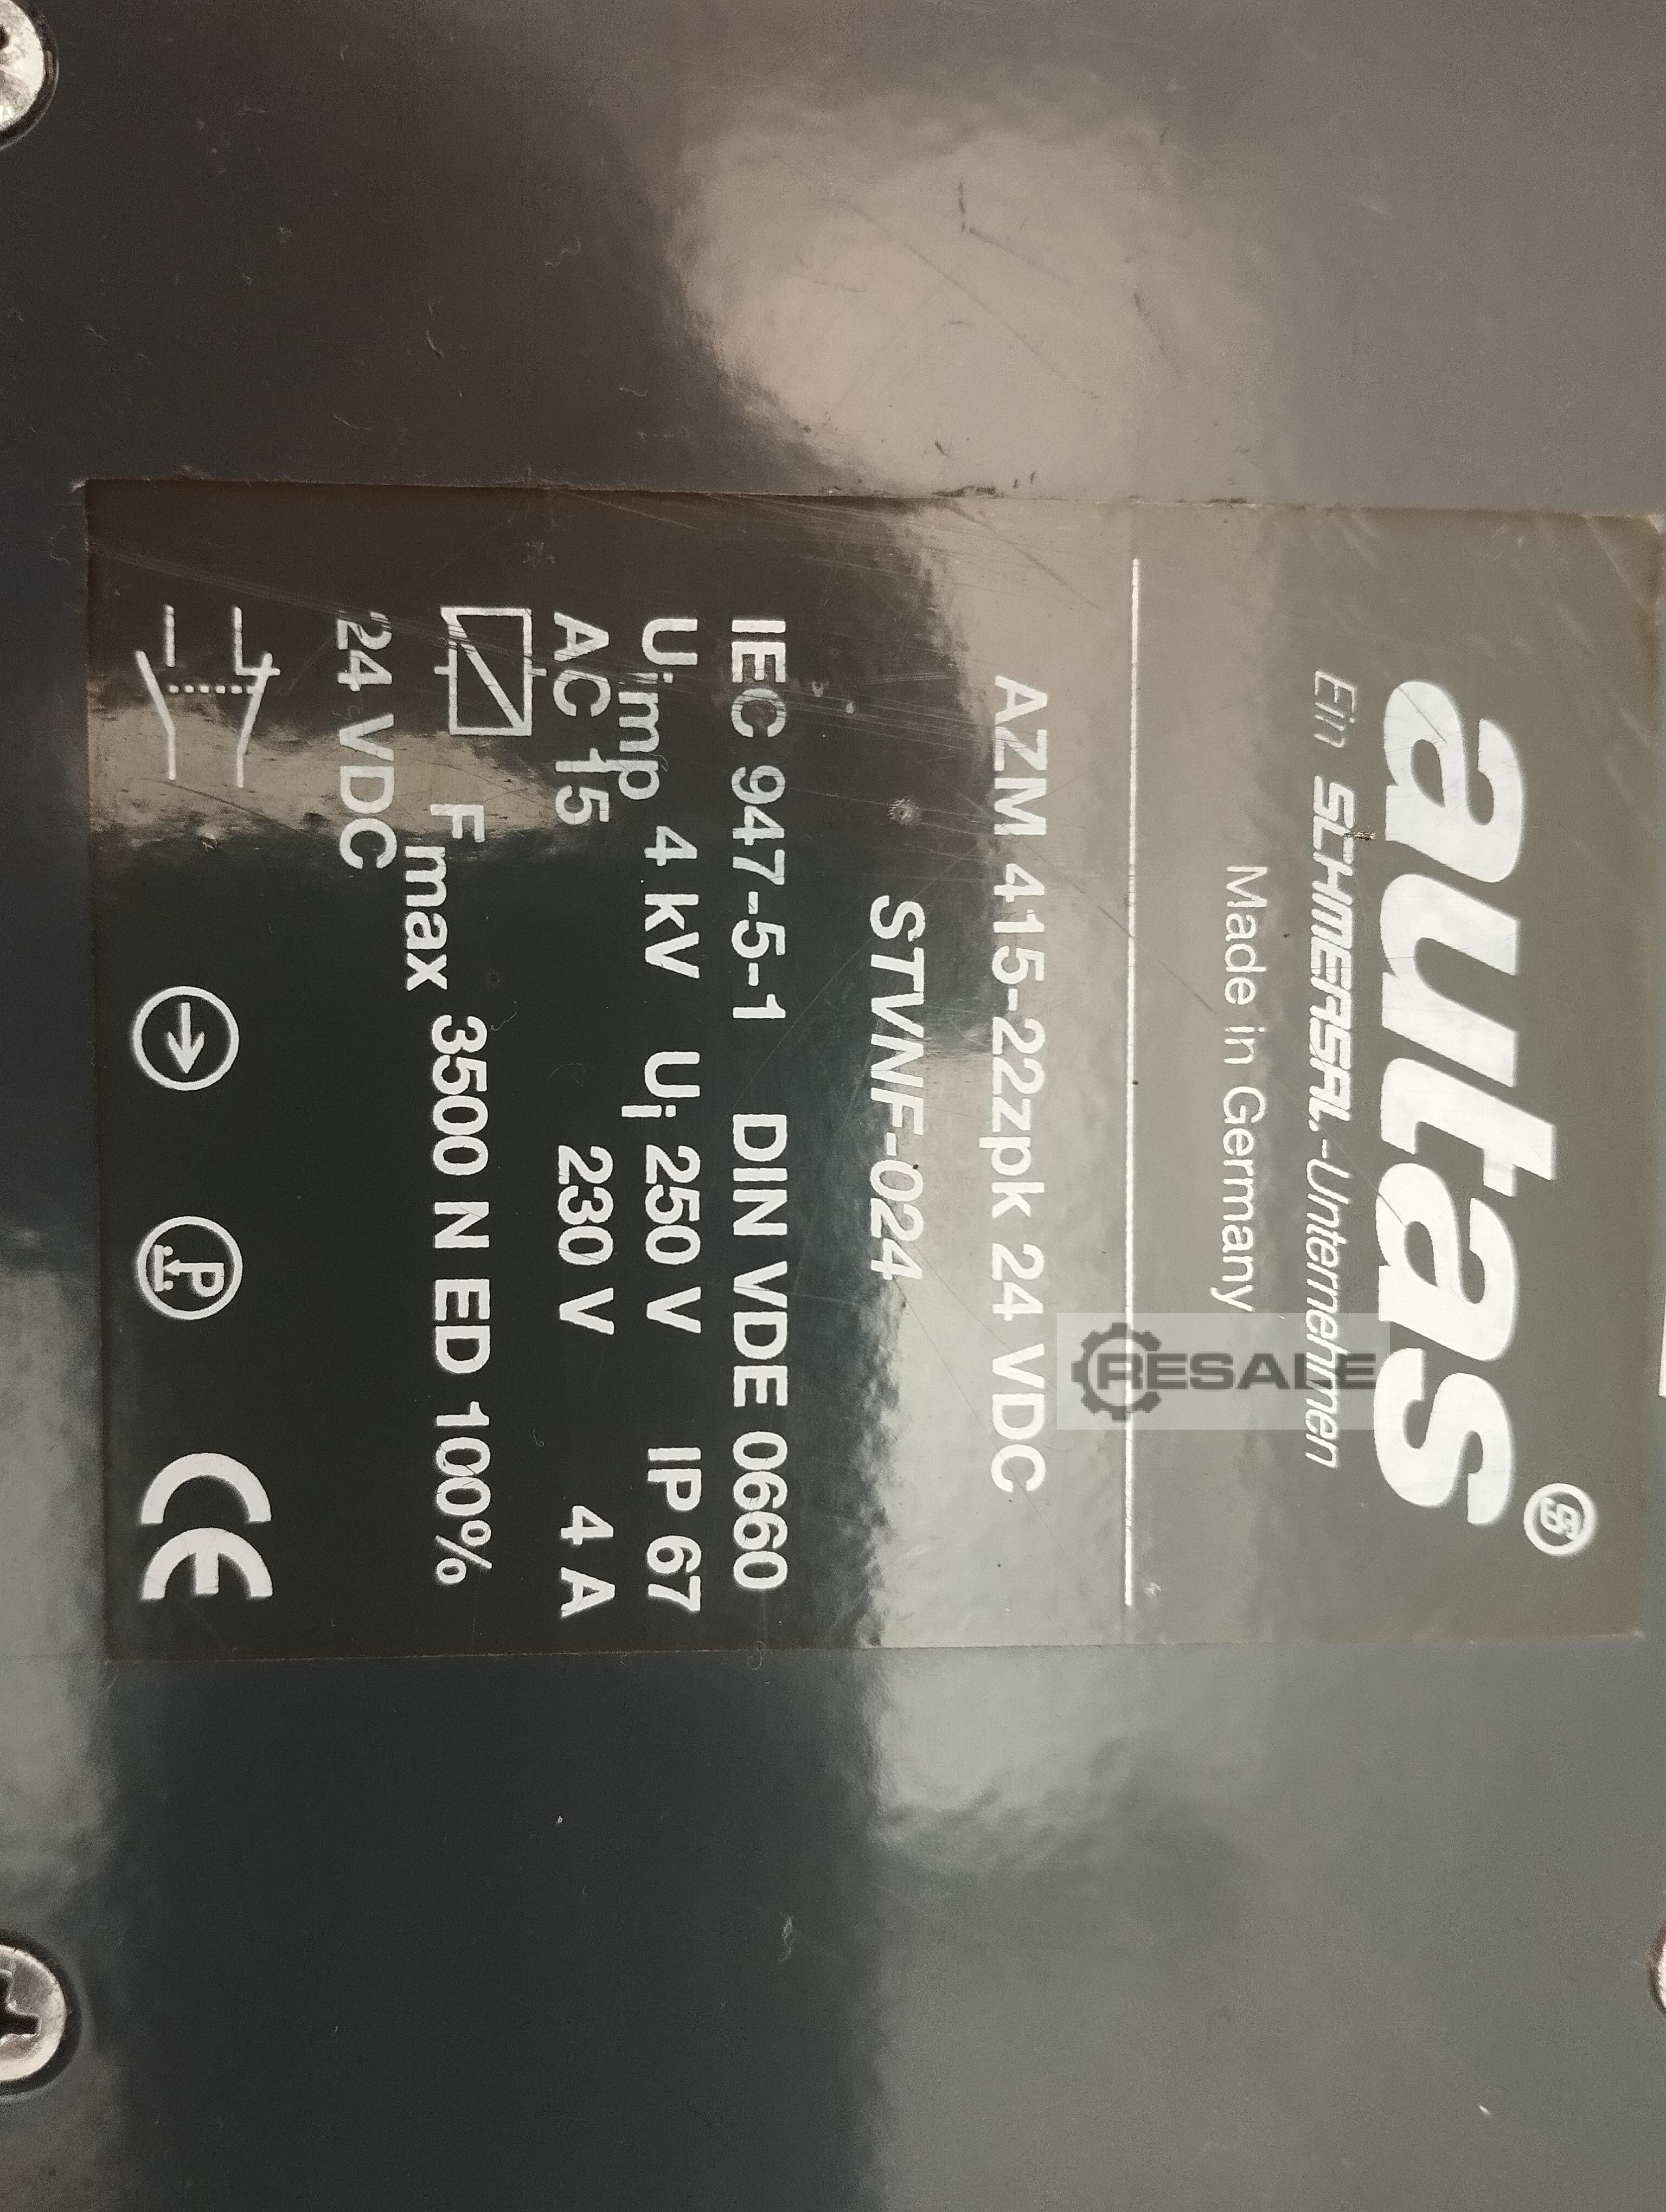 autas
Ein SCHMERSAL-Unternehmen
Made in Germany
AZM 415-22zpk 24 VDC
STVNF-024
IEC 947-5-1 DIN VDE 0660
Uimp 4 kV Ui 250 V IP 67
AC 15 230 V 4 A
Fmax 3500 N ED 100%
24 VDC
P
CE
RESALE